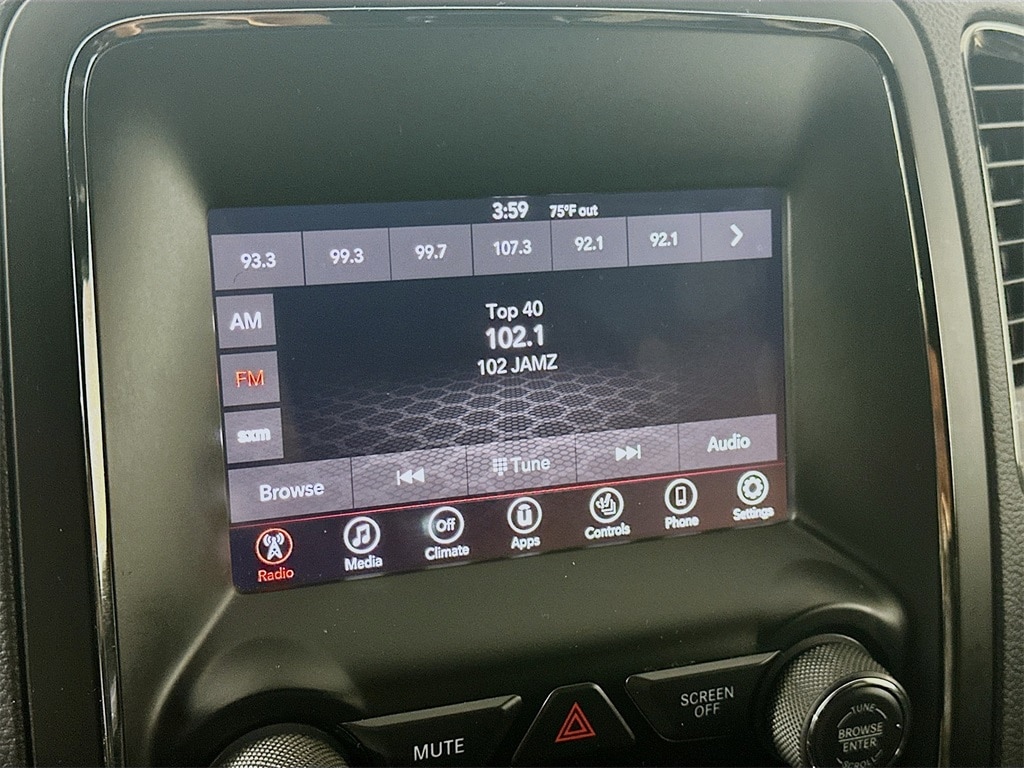 3:59 75°F out
93.3 99.3 99.7 107.3 92.1 92.1
AM
FM
sxm
Top 40
102.1
102 JAMZ
Browse Tune Audio
Radio Media Off Climate Apps Controls Phone Settings
MUTE
SCREEN
OFF
TUNE
BROWSE
ENTER
SCROLL